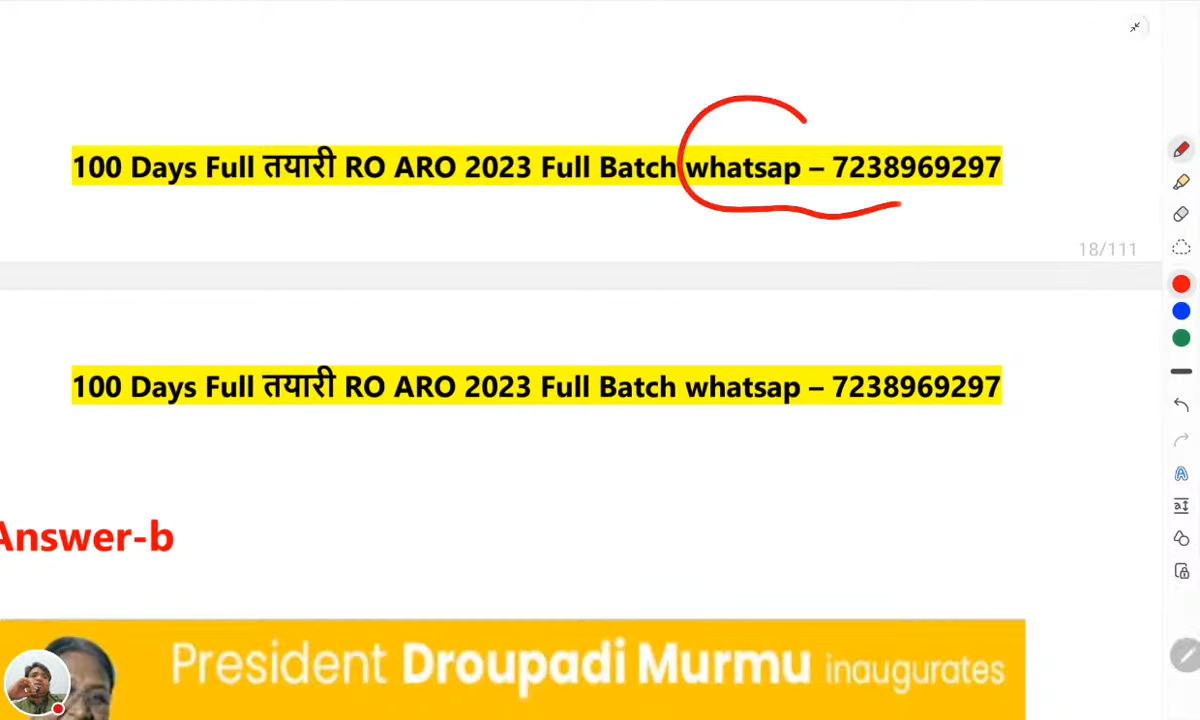 100 Days Full तयारी RO ARO 2023 Full Batch whatsap – 7238969297
18/111
100 Days Full तयारी RO ARO 2023 Full Batch whatsap – 7238969297
Answer-b
President Droupadi Murmu inaugurates